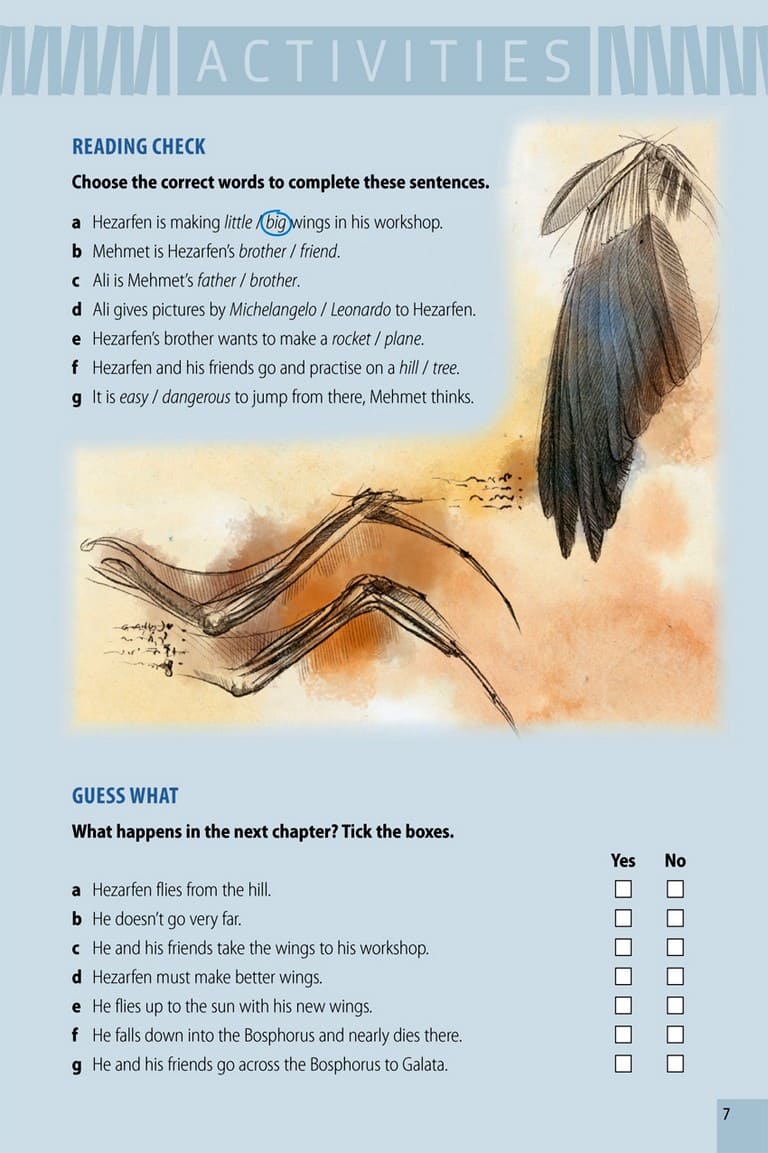 ACTIVITIES
READING CHECK
Choose the correct words to complete these sentences.
a Hezarfen is making little / big wings in his workshop.
b Mehmet is Hezarfen's brother / friend.
c Ali is Mehmet's father / brother.
d Ali gives pictures by Michelangelo / Leonardo to Hezarfen.
e Hezarfen's brother wants to make a rocket / plane.
f Hezarfen and his friends go and practise on a hill / tree.
g It is easy / dangerous to jump from there, Mehmet thinks.
GUESS WHAT
What happens in the next chapter? Tick the boxes.
Yes No
a Hezarfen flies from the hill.
b He doesn't go very far.
c He and his friends take the wings to his workshop.
d Hezarfen must make better wings.
e He flies up to the sun with his new wings.
f He falls down into the Bosphorus and nearly dies there.
g He and his friends go across the Bosphorus to Galata.
7